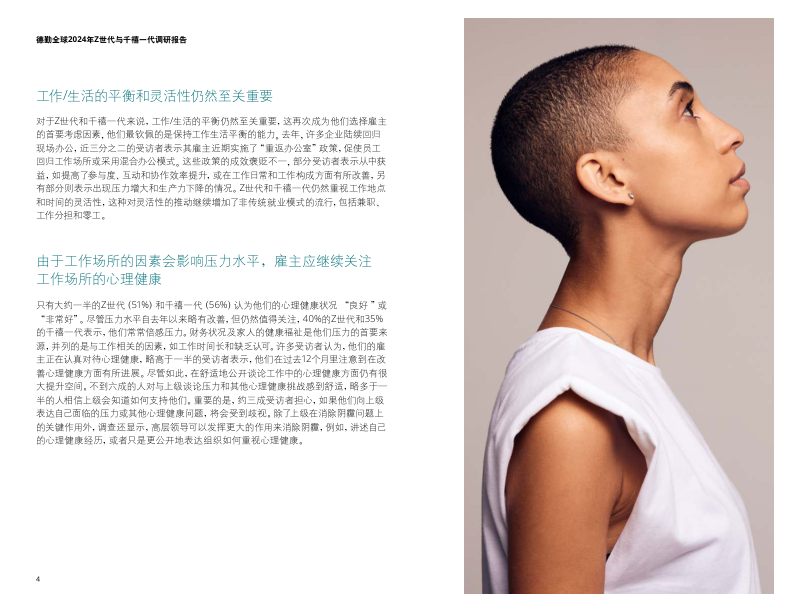 德勤全球2024年Z世代与千禧一代调研报告
工作/生活的平衡和灵活性仍然至关重要
对于Z世代和千禧一代来说，工作/生活的平衡仍然至关重要，这再次成为他们选择雇主
的首要考虑因素，他们最钦佩的是保持工作生活平衡的能力。去年，许多企业陆续回归
现场办公，近三分之二的受访者表示其雇主近期实施了“重返办公室”政策，促使员工
回归工作场所或采用混合办公模式。这些政策的成效褒贬不一，部分受访者表示从中获
益，如提高了参与度、互动和协作效率提升，或在工作日常和工作构成方面有所改善，另
有部分则表示出现压力增大和生产力下降的情况。Z世代和千禧一代仍然重视工作地点
和时间的灵活性，这种对灵活性的推动继续增加了非传统就业模式的流行，包括兼职、
工作分担和零工。
由于工作场所的因素会影响压力水平，雇主应继续关注
工作场所的心理健康
只有大约一半的Z世代 (51%) 和千禧一代 (56%) 认为他们的心理健康状况 “良好 ” 或
“非常好”。尽管压力水平自去年以来略有改善，但仍然值得关注，40%的Z世代和35%
的千禧一代表示，他们常常倍感压力。财务状况及家人的健康福祉是他们压力的首要来
源，并列的是与工作相关的因素，如工作时间长和缺乏认可。许多受访者认为，他们的雇
主正在认真对待心理健康，略高于一半的受访者表示，他们在过去12个月里注意到在改
善心理健康方面有所进展。尽管如此，在舒适地公开谈论工作中的心理健康方面仍有很
大提升空间。不到六成的人对与上级谈论压力和其他心理健康挑战感到舒适，略多于一
半的人相信上级会知道如何支持他们。重要的是，约三成受访者担心，如果他们向上级
表达自己面临的压力或其他心理健康问题，将会受到歧视。除了上级在消除阴霾问题上
的关键作用外，调查还显示，高层领导可以发挥更大的作用来消除阴霾，例如，讲述自己
的心理健康经历，或者只是更公开地表达组织如何重视心理健康。
4